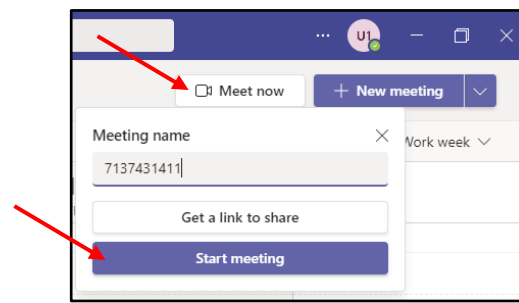 ... U1
Meet now + New meeting
Meeting name
Work week
7137431411
Get a link to share
Start meeting